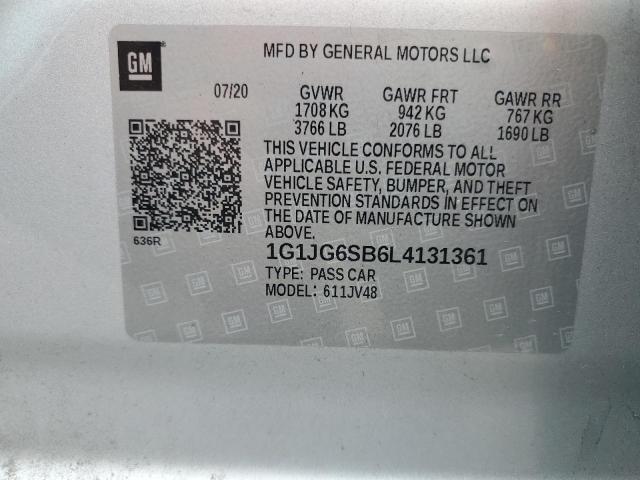 GM
MFD BY GENERAL MOTORS LLC
07/20
GVWR GAWR FRT GAWR RR
1708 KG 942 KG 767 KG
3766 LB 2076 LB 1690 LB
THIS VEHICLE CONFORMS TO ALL
APPLICABLE U.S. FEDERAL MOTOR
VEHICLE SAFETY, BUMPER, AND THEFT
PREVENTION STANDARDS IN EFFECT ON
THE DATE OF MANUFACTURE SHOWN
ABOVE.
636R
1G1JG6SB6L4131361
TYPE: PASS CAR
MODEL: 611JV48